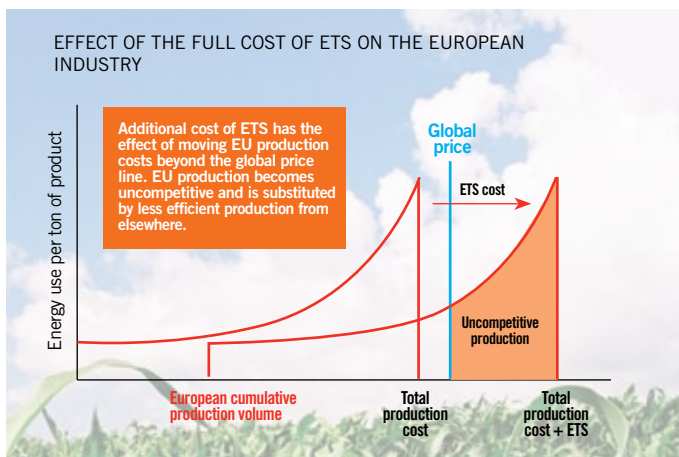 EFFECT OF THE FULL COST OF ETS ON THE EUROPEAN
INDUSTRY
Energy use per ton of product
Additional cost of ETS has the
effect of moving EU production
costs beyond the global price
line. EU production becomes
uncompetitive and is substituted
by less efficient production from
elsewhere.
Global
price
ETS cost
Uncompetitive
production
European cumulative
production volume
Total
production
cost
Total
production
cost + ETS